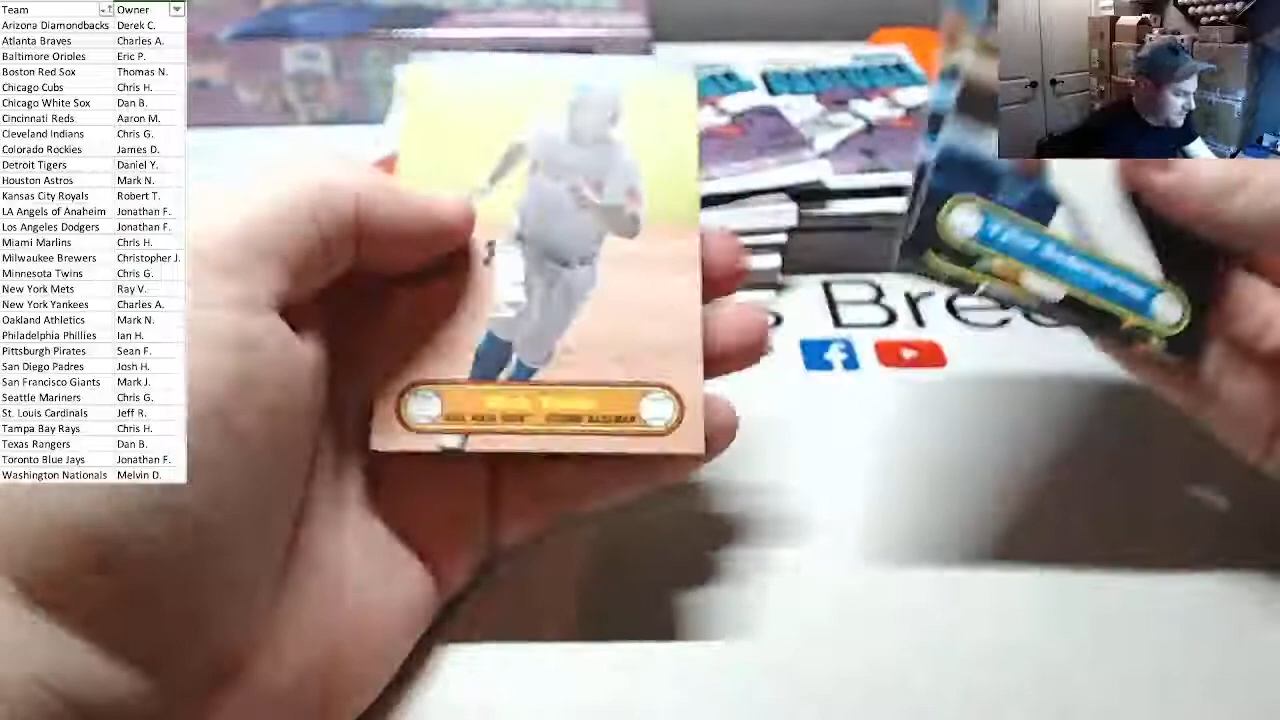 Team Owner
Arizona Diamondbacks Derek C.
Atlanta Braves Charles A.
Baltimore Orioles Eric P.
Boston Red Sox Thomas N.
Chicago Cubs Chris H.
Chicago White Sox Dan B.
Cincinnat Reds Aaron M.
Cleveland Indians Chris G.
Colorado Rockies James D.
Detroit Tigers Daniel Y.
Houston Astros Mark N.
Kansas City Royals Robert T.
LA Angels of Anaheim Jonathan F.
Los Angeles Dodgers Jonathan F.
Miami Marlins Chris H.
Milwaukee Brewers Christopher J.
Minnesota Twins Chris G.
New York Mets Ray V.
New York Yankees Charles A.
Oakland Athletics Mark N.
Philadelphia Phillies Ian H.
Pittsburg Pirates Sean F.
San Diego Padres Josh H.
San Francisco Giants Mark J.
Seattle Mariners Chris G.
St. Louis Cardinals Jeff R.
Tampa Bay Rays Chris H.
Texas Rangers Dan B.
Toronto Blue Jays Jonathan F.
Washington Nationals Melvin D.
s Bre